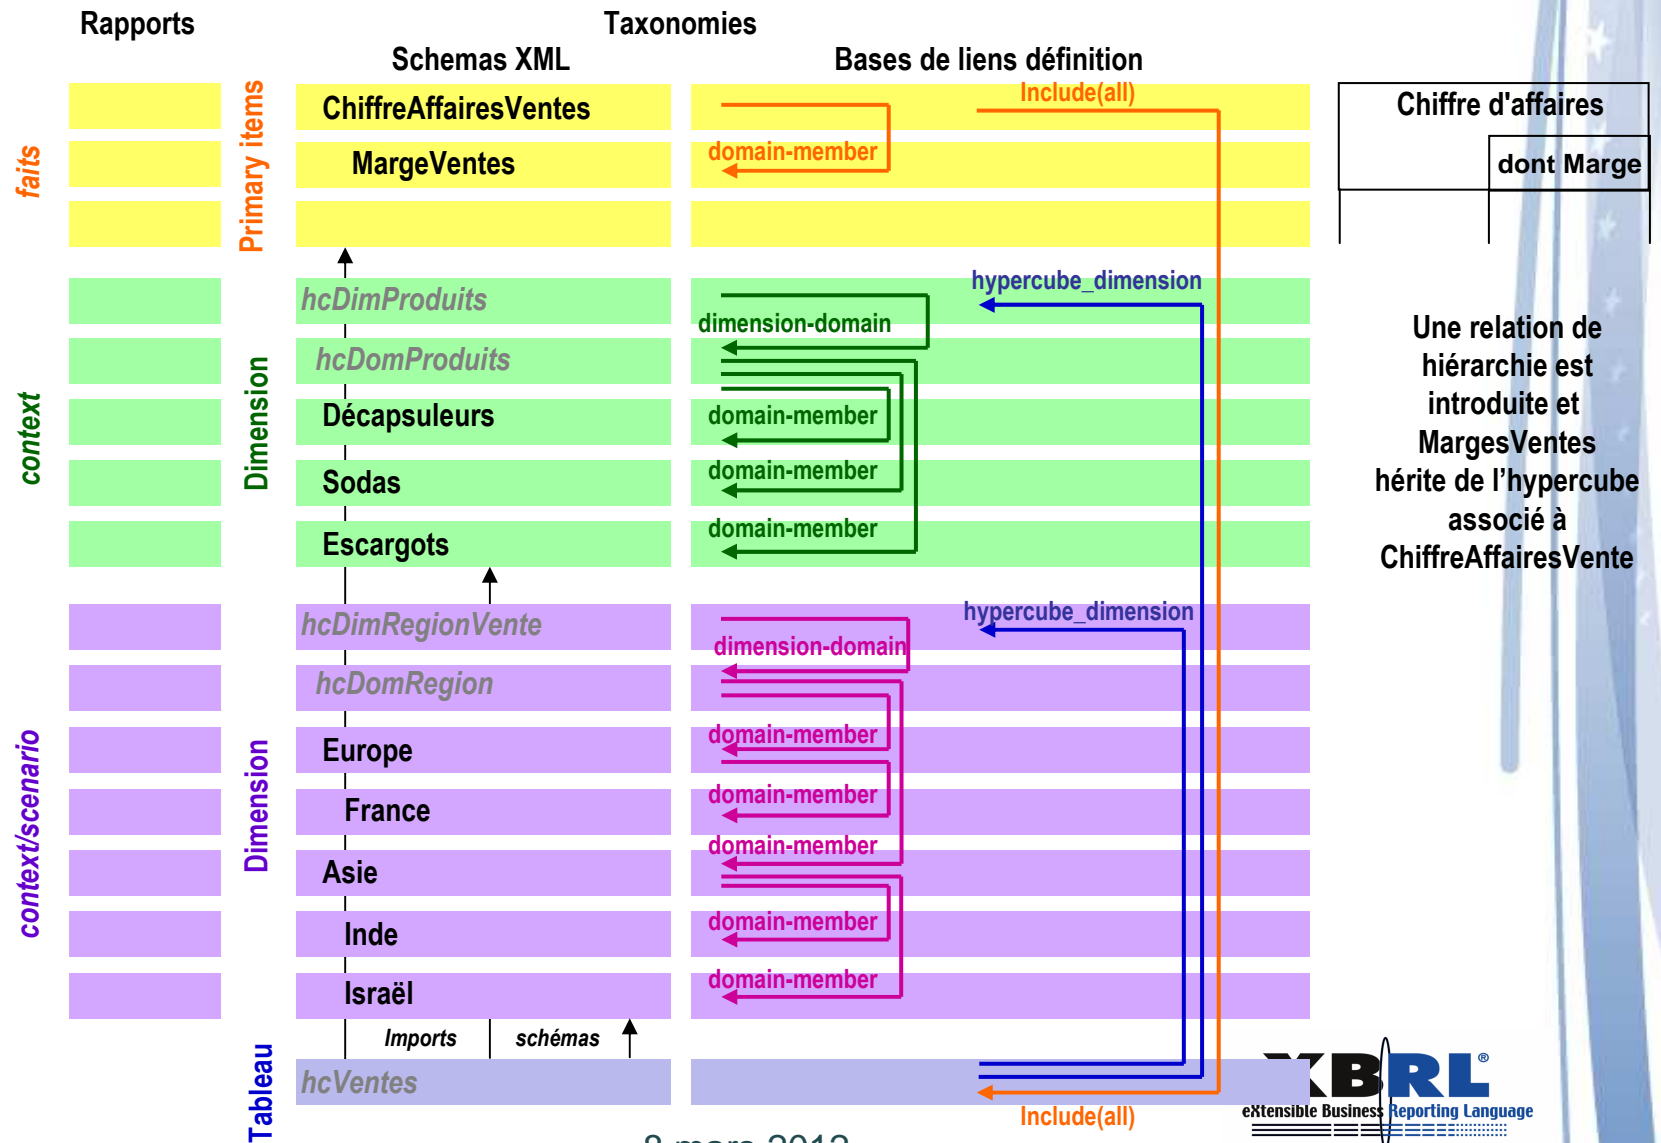 Rapports
Taxonomies
Schemas XML
Bases de liens définition
faits
Primary items
ChiffreAffairesVentes
Include(all)
MargeVentes
domain-member
Chiffre d'affaires
dont Marge
context
Dimension
hcDimProduits
hypercube_dimension
dimension-domain
hcDomProduits
Décapsuleurs
domain-member
Sodas
domain-member
Escargots
domain-member
Une relation de
hiérarchie est
introduite et
MargesVentes
hérite de l'hypercube
associé à
ChiffreAffairesVente
context/scenario
Dimension
hcDimRegionVente
hypercube_dimension
dimension-domain
hcDomRegion
Europe
domain-member
France
domain-member
Asie
domain-member
Inde
domain-member
Israël
domain-member
Imports schémas
Tableau
hcVentes
Include(all)
XBRL®
eXtensible Business Reporting Language
8 mars 2012